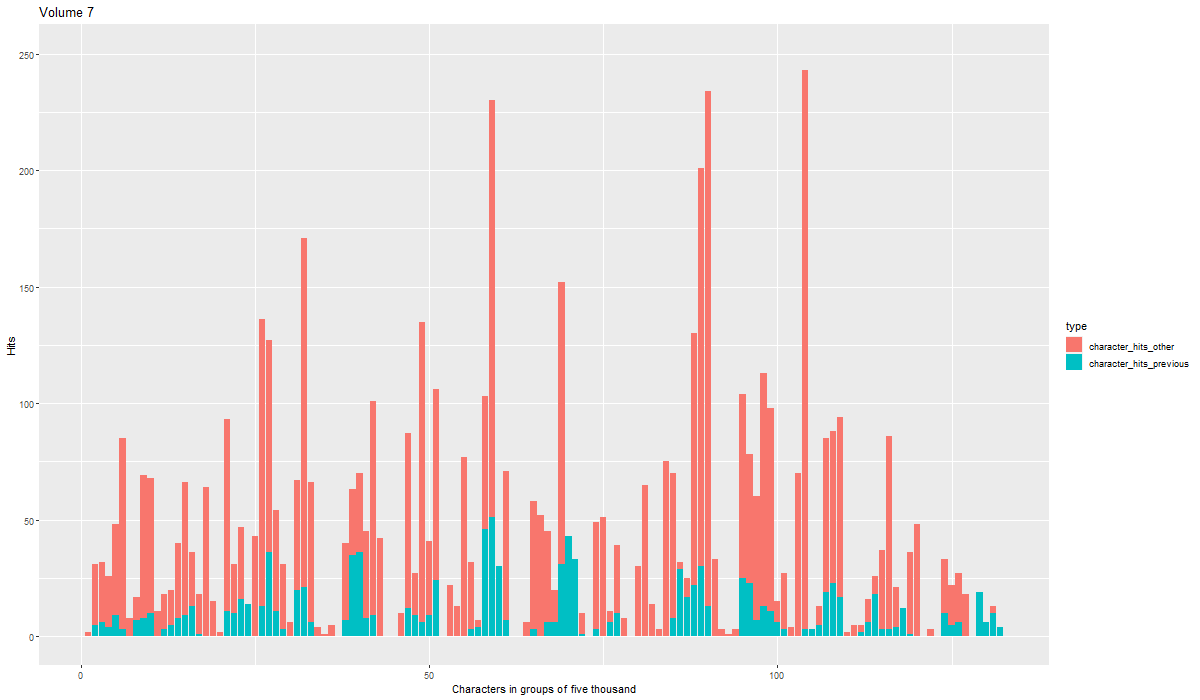 Volume 7
250
200
150
100
50
0
Hits
0 50 100
Characters in groups of five thousand
type
character_hits_other
character_hits_previous